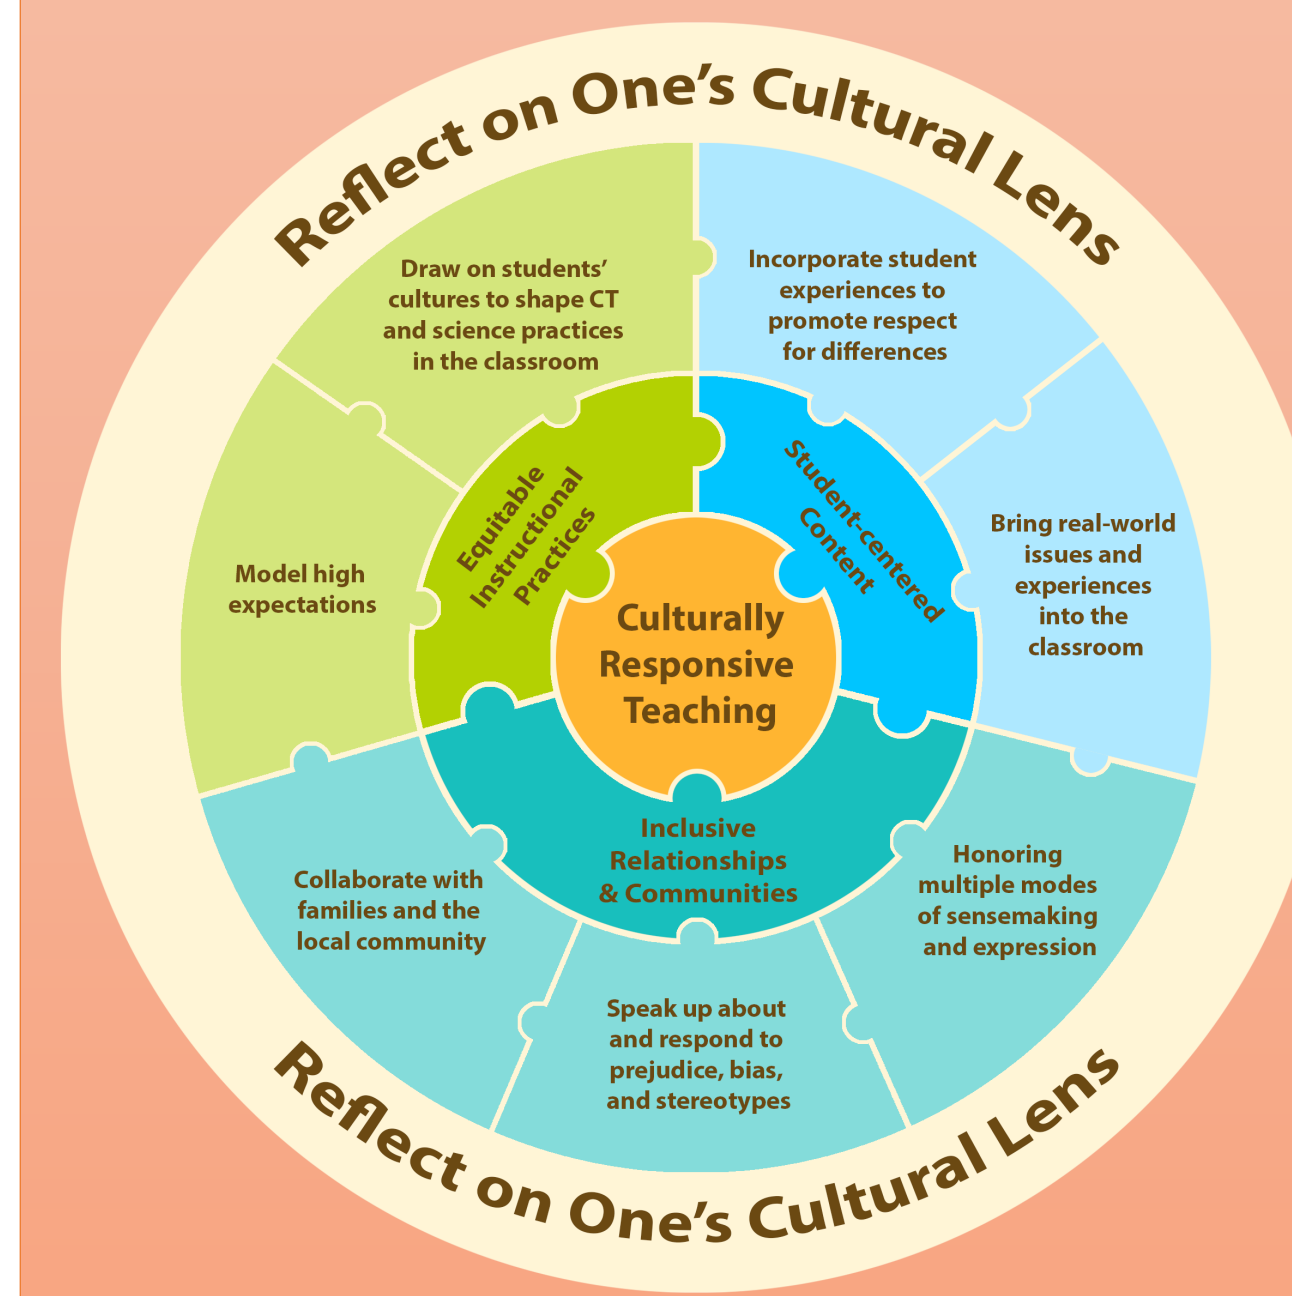 Reflect on One’s Cultural Lens
Draw on students’
cultures to shape CT
and science practices
in the classroom
Incorporate student
experiences to
promote respect
for differences
Model high
expectations
Equitable
Instructional
Practices
Student-centered
Content
Bring real-world
issues and
experiences
into the
classroom
Culturally
Responsive
Teaching
Inclusive
Relationships
& Communities
Collaborate with
families and the
local community
Speak up about
and respond to
prejudice, bias,
and stereotypes
Honoring
multiple modes
of sensemaking
and expression
Reflect on One’s Cultural Lens